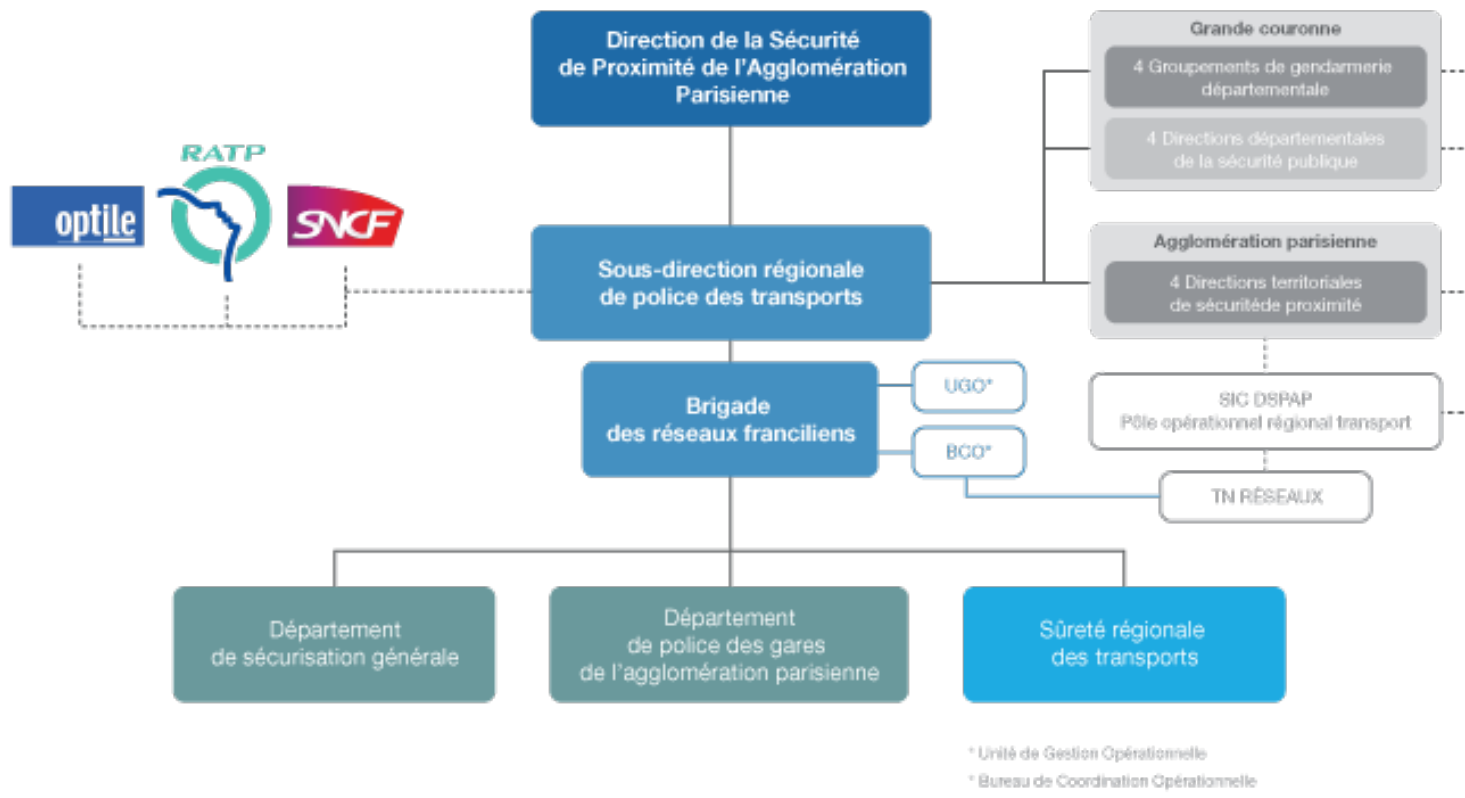 Direction de la Sécurité
de Proximité de l'Agglomération
Parisienne
Grande couronne
4 Groupements de gendarmerie
départementale
4 Directions départementales
de la sécurité publique
RATP
optile
SNCF
Sous-direction régionale
de police des transports
Agglomération parisienne
4 Directions territoriales
de sécuritéde proximité
Brigade
des réseaux franciliens
UGO*
BCO*
SIC DSPAP
Pôle opérationnel régional transport
TN RÉSEAUX
Département
de sécurisation générale
Département
de police des gares
de l'agglomération parisienne
Sûreté régionale
des transports
* Unité de Gestion Opérationnelle
* Bureau de Coordination Opérationnelle